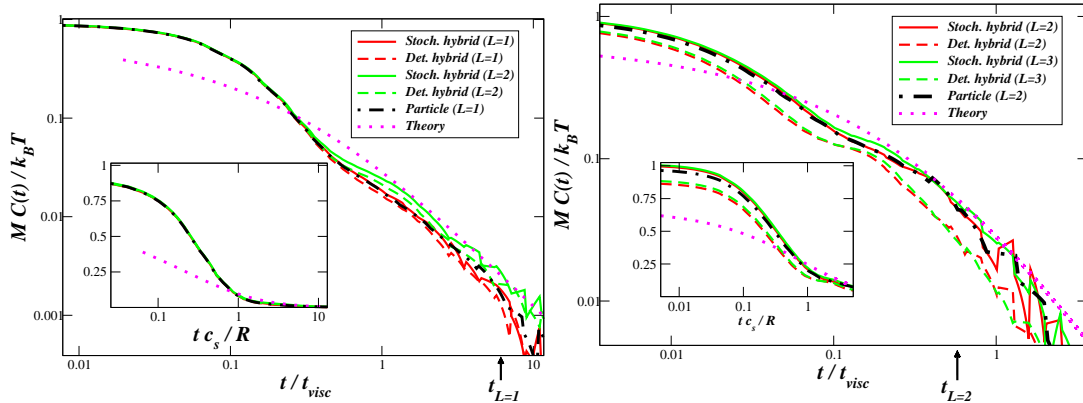 1
0.1
0.01
0.001
M C(t) / k_B T
Stoch. hybrid (L=1)
Det. hybrid (L=1)
Stoch. hybrid (L=2)
Det. hybrid (L=2)
Particle (L=1)
Theory
1
0.75
0.5
0.25
0.1
1
10
t c_s / R
0.01
0.1
1
10
t / t_visc
t_L=1
1
0.1
0.01
M C(t) / k_B T
Stoch. hybrid (L=2)
Det. hybrid (L=2)
Stoch. hybrid (L=3)
Det. hybrid (L=3)
Particle (L=2)
Theory
1
0.75
0.5
0.25
0.01
0.1
1
t c_s / R
0.01
0.1
1
t / t_visc
t_L=2